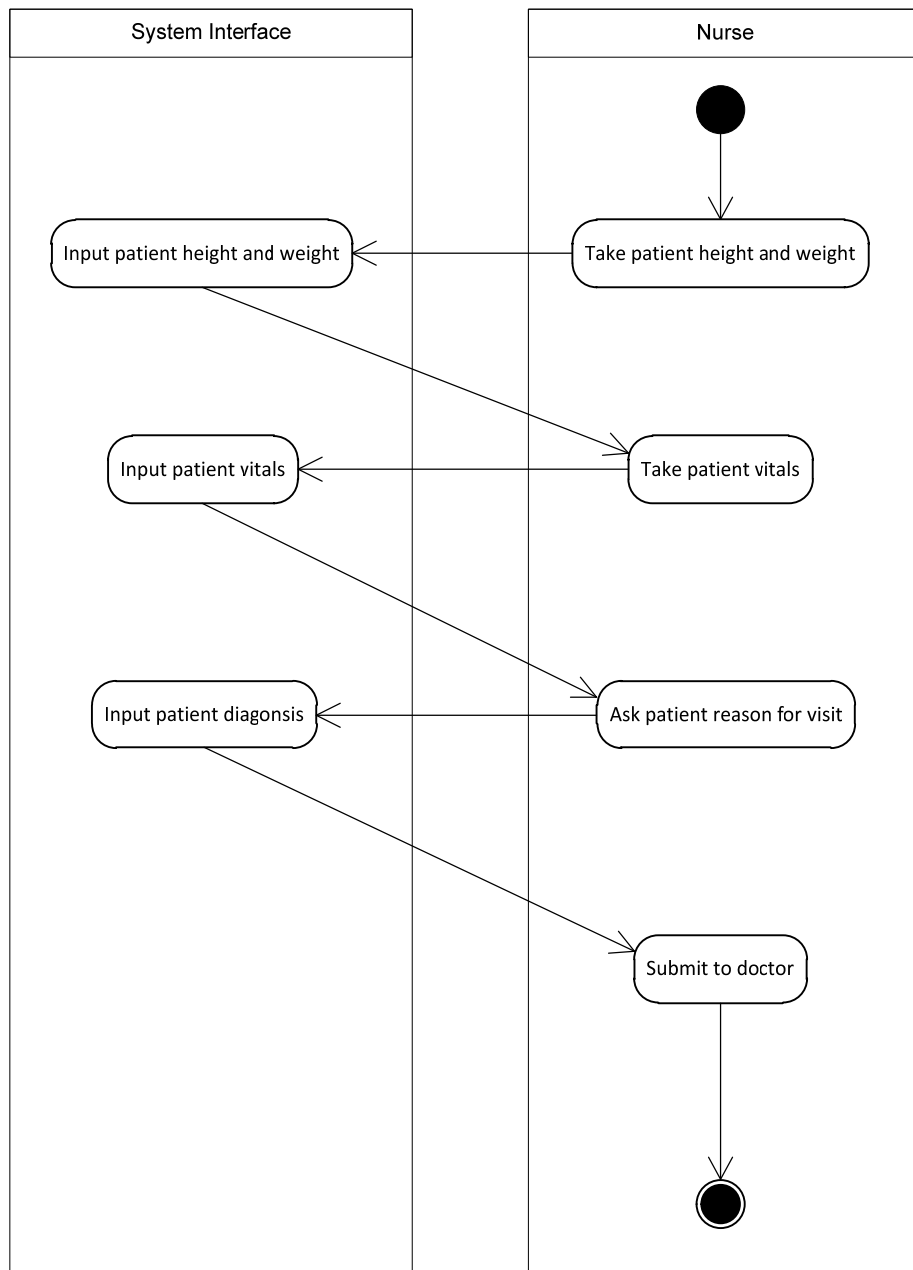 System Interface
Nurse
Input patient height and weight
Take patient height and weight
Input patient vitals
Take patient vitals
Input patient diagonsis
Ask patient reason for visit
Submit to doctor